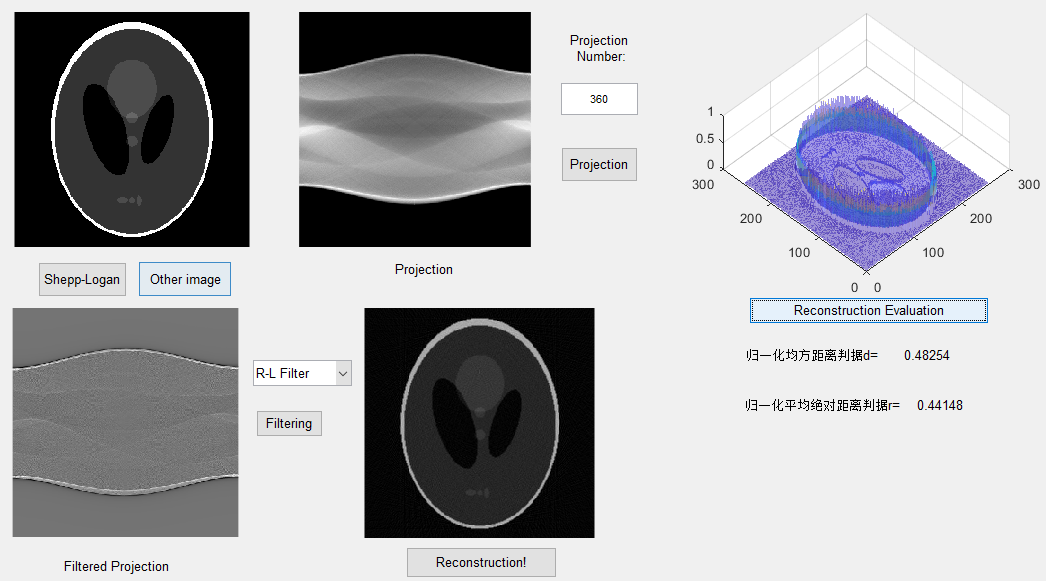 Projection
Number:
360
Projection
Shepp-Logan
Other image
Projection
1
0.5
0
300
200
100
0
0
100
200
300
Reconstruction Evaluation
归一化均方距离判据d= 0.48254
归一化平均绝对距离判据r= 0.44148
R-L Filter
Filtering
Filtered Projection
Reconstruction!